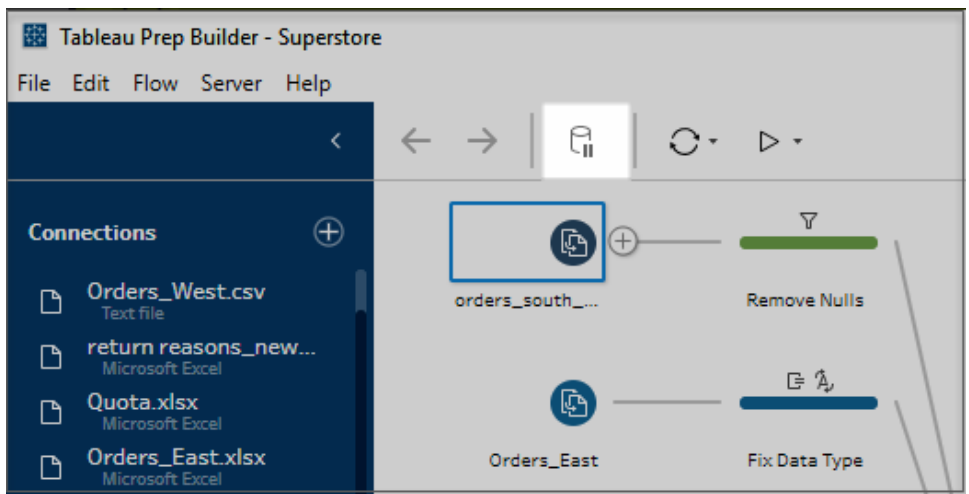 Tableau Prep Builder - Superstore
File Edit Flow Server Help
Connections
Orders_West.csv
Text file
return reasons_new...
Microsoft Excel
Quota.xlsx
Microsoft Excel
Orders_East.xlsx
Microsoft Excel
orders_south_...
Remove Nulls
Orders_East
Fix Data Type